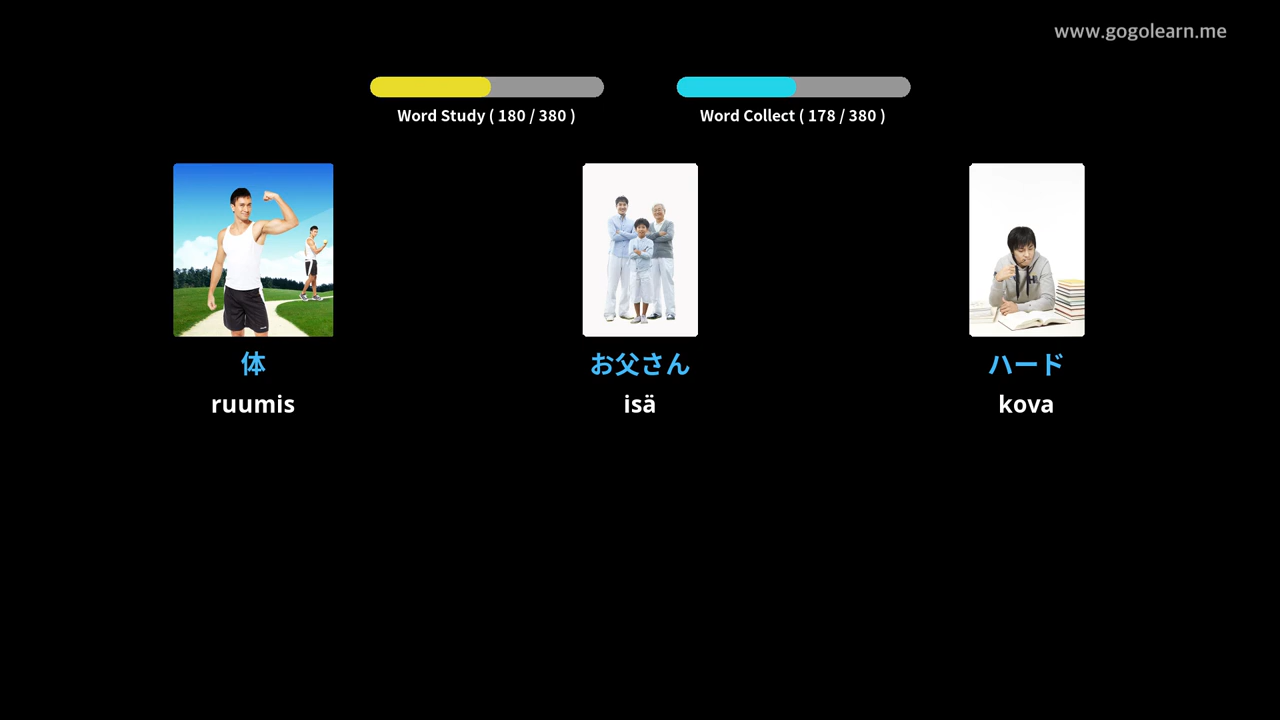 www.gogolearn.me
Word Study ( 180 / 380 )
Word Collect ( 178 / 380 )
体
お父さん
ハード
ruumis
isä
kova